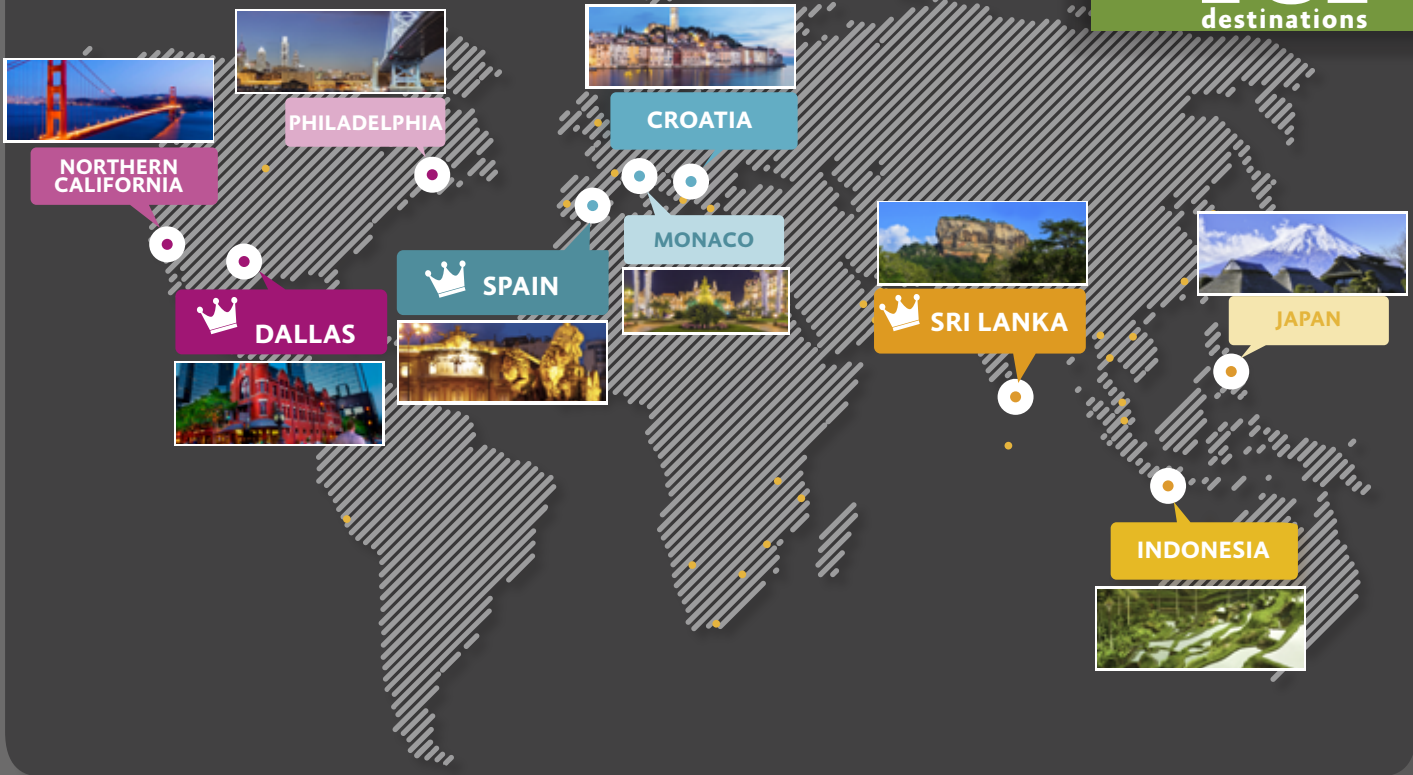 destinations
PHILADELPHIA
CROATIA
NORTHERN
CALIFORNIA
MONACO
SPAIN
DALLAS
SRI LANKA
JAPAN
INDONESIA